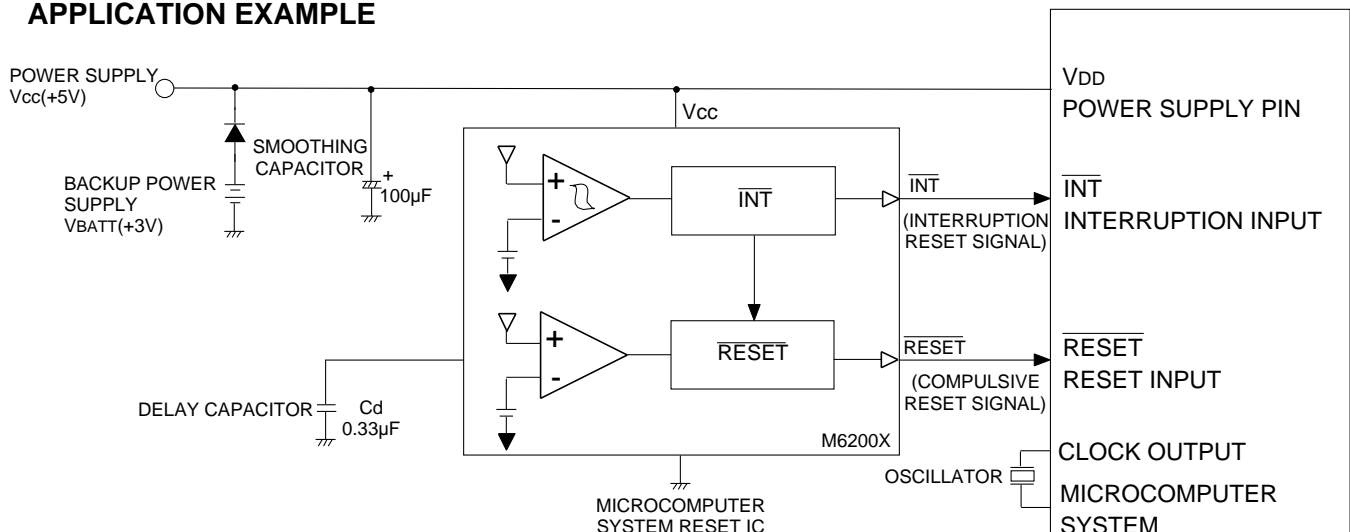 APPLICATION EXAMPLE
POWER SUPPLY
Vcc(+5V)
SMOOTHING
CAPACITOR
+
100µF
BACKUP POWER
SUPPLY
VBATT(+3V)
Vcc
+
-
INT
INT
(INTERRUPTION
RESET SIGNAL)
+
-
RESET
RESET
(COMPULSIVE
RESET SIGNAL)
M6200X
DELAY CAPACITOR
Cd
0.33µF
MICROCOMPUTER
SYSTEM RESET IC
VDD
POWER SUPPLY PIN
INT
INTERRUPTION INPUT
RESET
RESET INPUT
OSCILLATOR
CLOCK OUTPUT
MICROCOMPUTER
SYSTEM